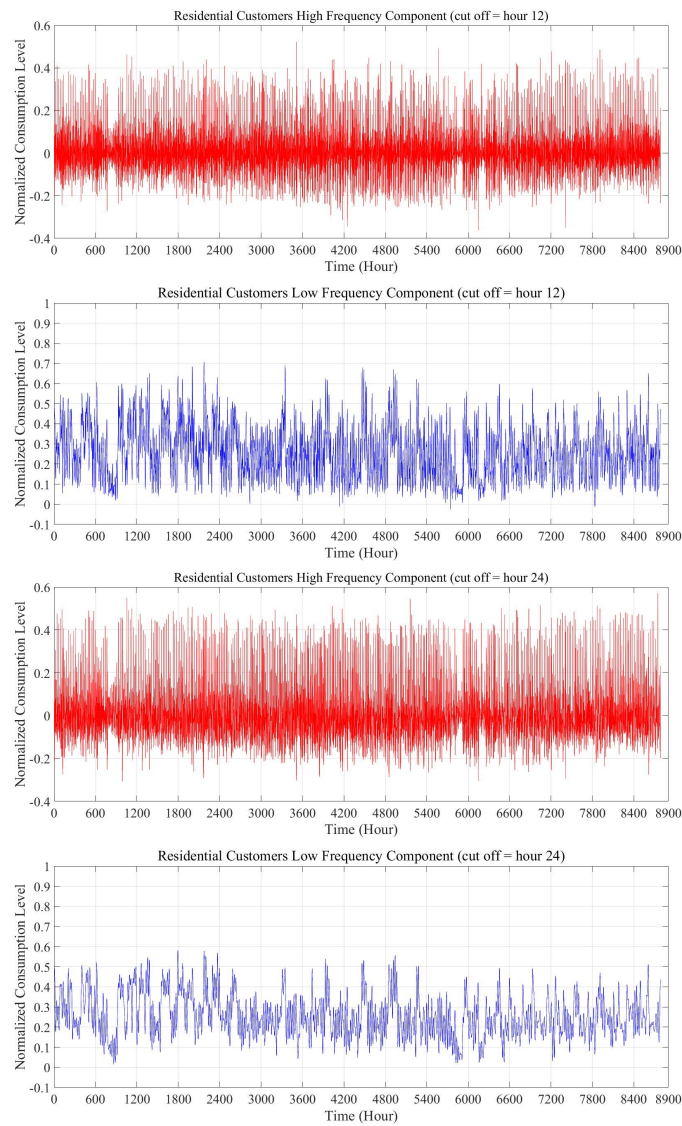 Residential Customers High Frequency Component (cut off = hour 12)
Normalized Consumption Level
0.6
0.4
0.2
0
-0.2
-0.4
0 600 1200 1800 2400 3000 3600 4200 4800 5400 6000 6600 7200 7800 8400 8900
Time (Hour)
Residential Customers Low Frequency Component (cut off = hour 12)
Normalized Consumption Level
1
0.9
0.8
0.7
0.6
0.5
0.4
0.3
0.2
0.1
0
-0.1
0 600 1200 1800 2400 3000 3600 4200 4800 5400 6000 6600 7200 7800 8400 8900
Time (Hour)
Residential Customers High Frequency Component (cut off = hour 24)
Normalized Consumption Level
0.6
0.4
0.2
0
-0.2
-0.4
0 600 1200 1800 2400 3000 3600 4200 4800 5400 6000 6600 7200 7800 8400 8900
Time (Hour)
Residential Customers Low Frequency Component (cut off = hour 24)
Normalized Consumption Level
1
0.9
0.8
0.7
0.6
0.5
0.4
0.3
0.2
0.1
0
-0.1
0 600 1200 1800 2400 3000 3600 4200 4800 5400 6000 6600 7200 7800 8400 8900
Time (Hour)